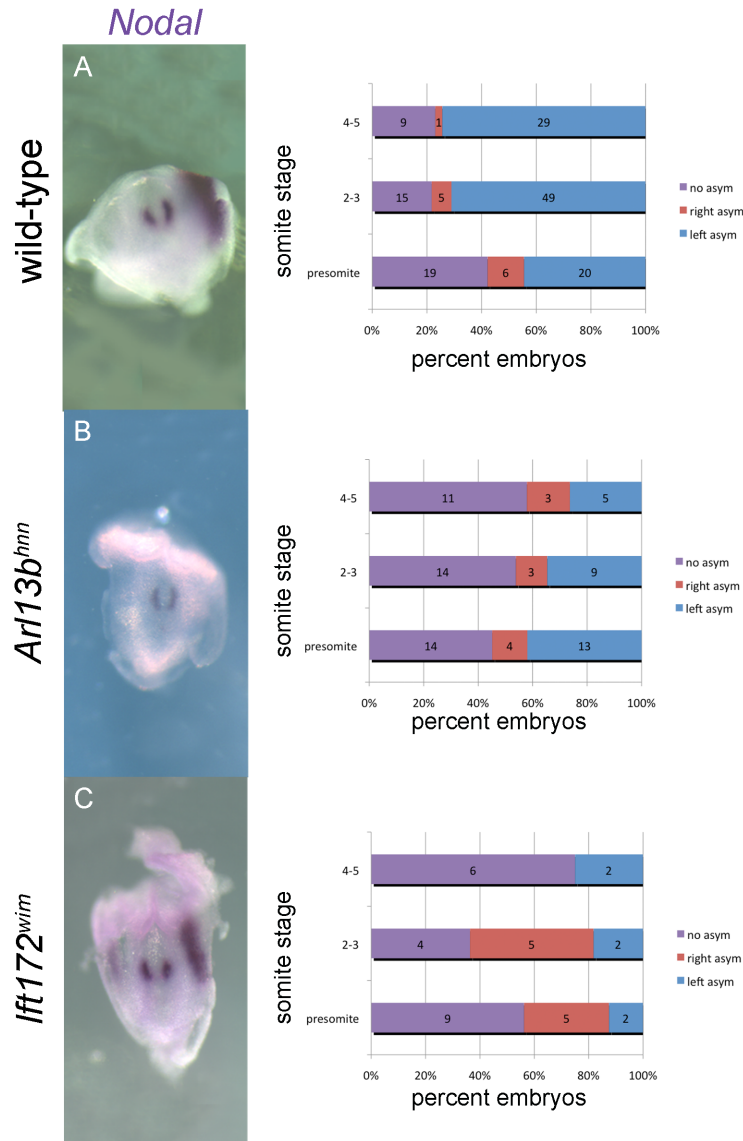 Nodal
A
wild-type
somite stage
4-5
9 1 29
2-3
15 5 49
presomite
19 6 20
0% 20% 40% 60% 80% 100%
percent embryos
no asym
right asym
left asym
B
Arl13bhnn
somite stage
4-5
11 3 5
2-3
14 3 9
presomite
14 4 13
0% 20% 40% 60% 80% 100%
percent embryos
no asym
right asym
left asym
C
Ift172wim
somite stage
4-5
6 2
2-3
4 5 2
presomite
9 5 2
0% 20% 40% 60% 80% 100%
percent embryos
no asym
right asym
left asym